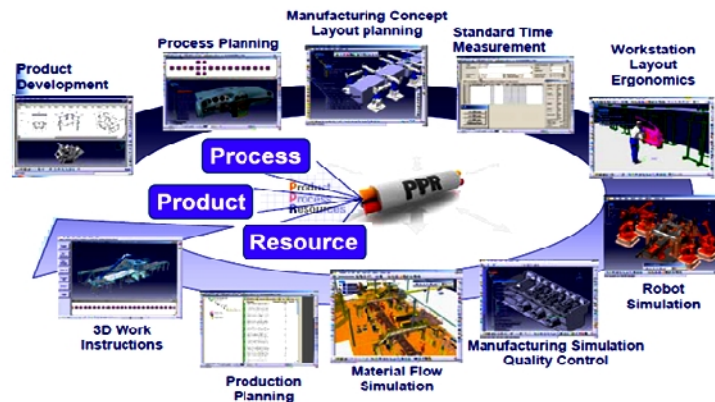 Manufacturing Concept
Layout planning
Process Planning
Standard Time
Measurement
Workstation
Layout
Ergonomics
Product
Development
Process
Product
Resource
Product
Process
Resources
PPR
Robot
Simulation
Manufacturing Simulation
Quality Control
Material Flow
Simulation
Production
Planning
3D Work
Instructions